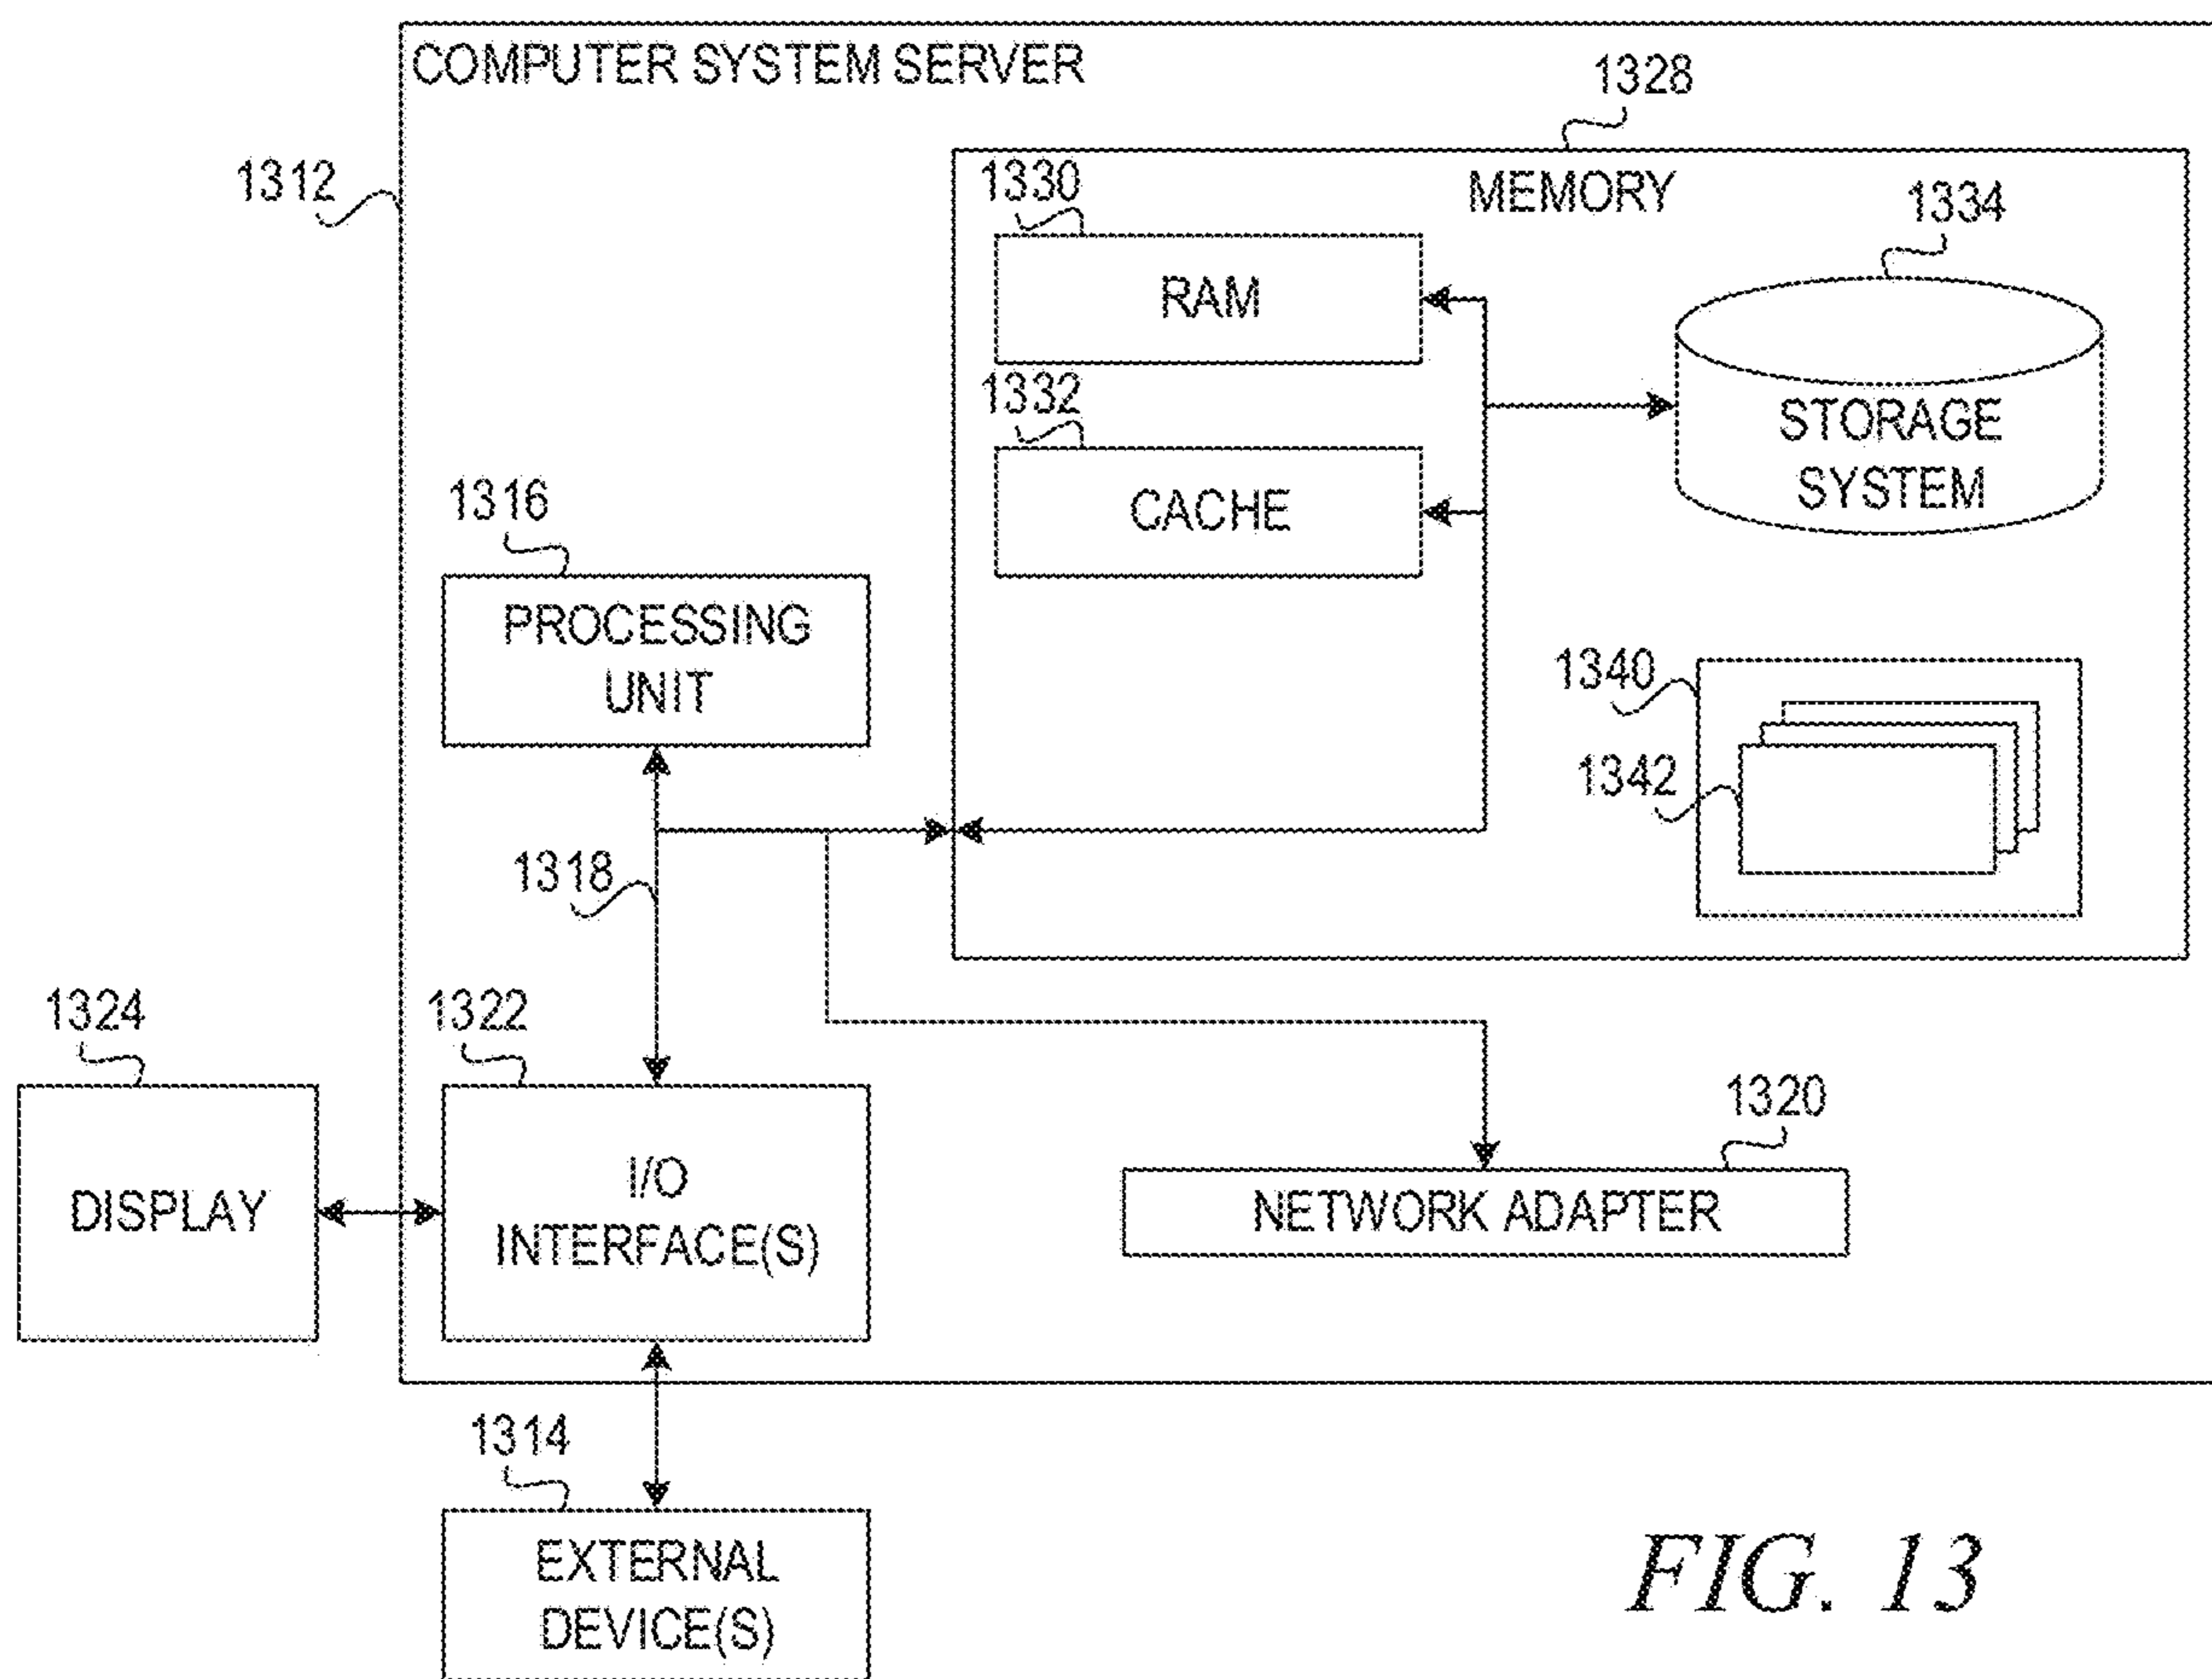 COMPUTER SYSTEM SERVER
1328
1312
1330
MEMORY
1334
RAM
1332
STORAGE
SYSTEM
CACHE
1316
PROCESSING
UNIT
1340
1342
1318
1324
1322
1320
DISPLAY
I/O
INTERFACE(S)
NETWORK ADAPTER
1314
EXTERNAL
DEVICE(S)
FIG. 13